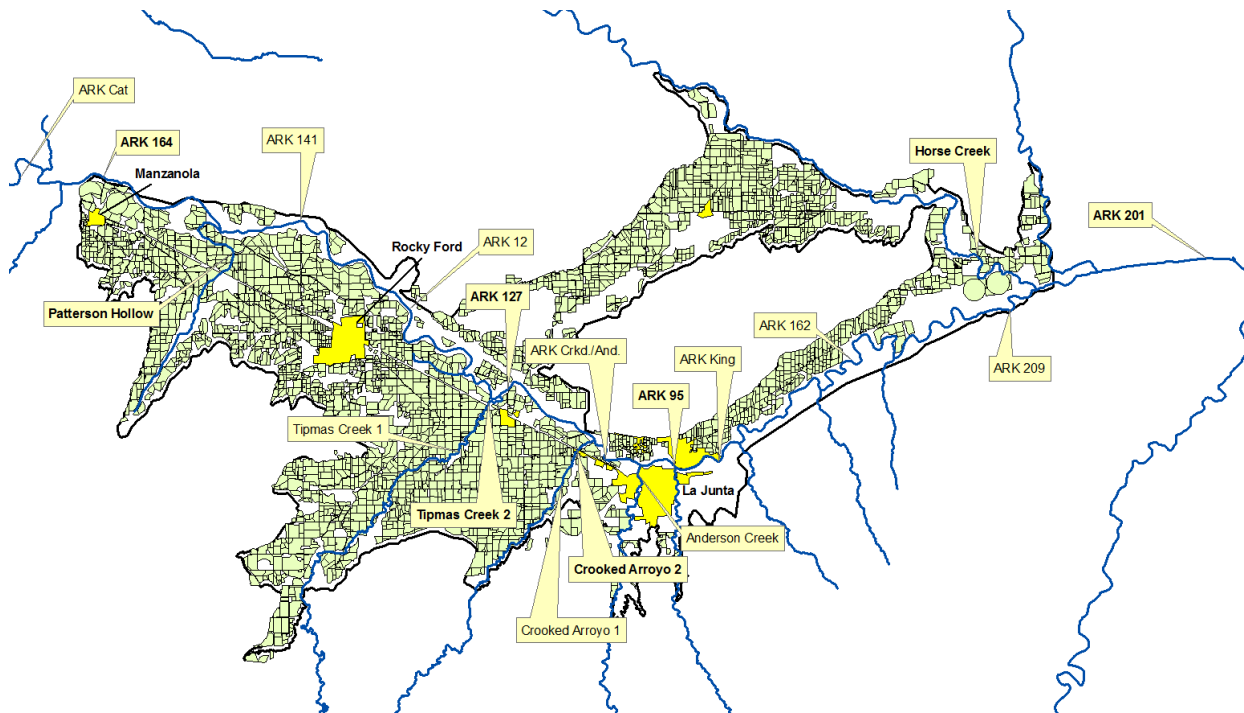 ARK Cat
ARK 164
ARK 141
Manzanola
Horse Creek
ARK 201
Rocky Ford
ARK 12
ARK 127
Patterson Hollow
ARK 162
ARK Crkd./And.
ARK King
ARK 209
ARK 95
Tipmas Creek 1
La Junta
Tipmas Creek 2
Anderson Creek
Crooked Arroyo 2
Crooked Arroyo 1